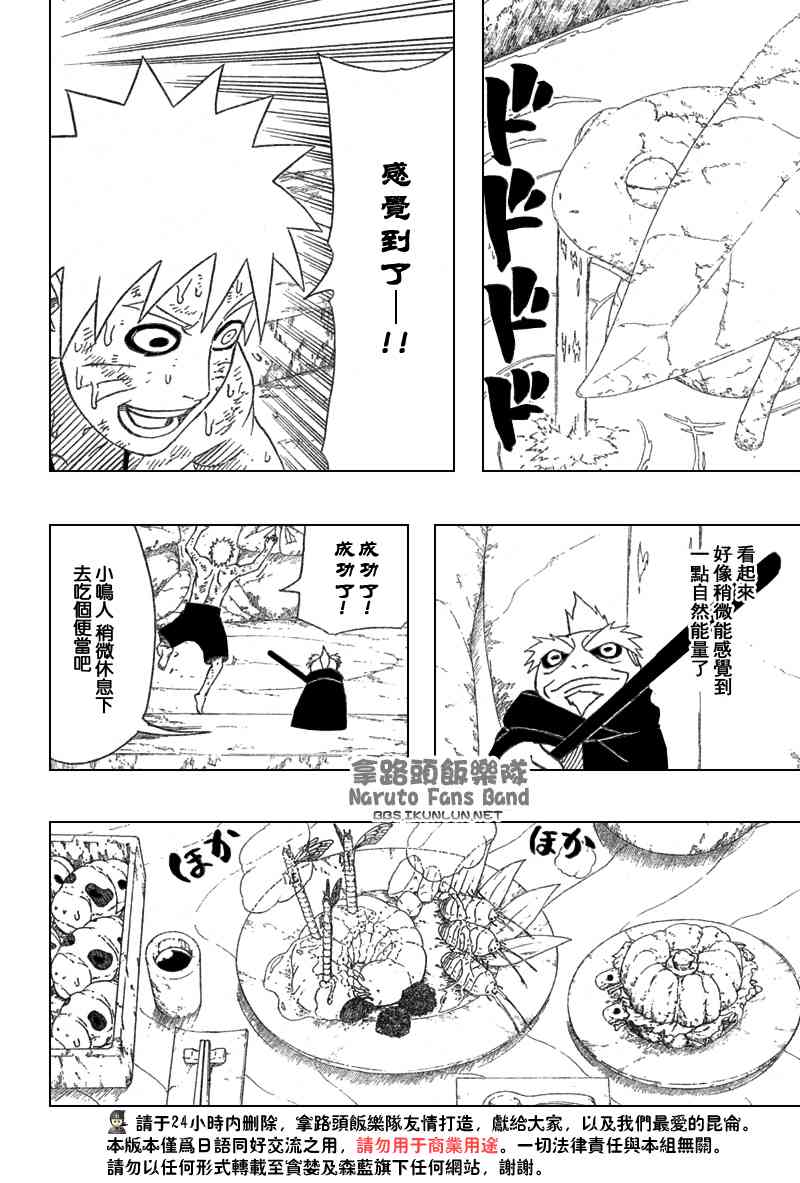 ドドドド
感覺到了—!!
看起來
好像稍微能感覺到
一點自然能量了
成功了!
成功了!
小鳴人 稍微休息下
去吃個便當吧
拿路頭飯樂隊
Naruto Fans Band
BBS.IKUNLUN.NET
ほか
ほか
請于24小時内刪除，拿路頭飯樂隊友情打造，獻給大家，以及我們最愛的昆侖。
本版本僅爲日語同好交流之用，請勿用于商業用途。一切法律責任與本組無關。
請勿以任何形式轉載至貪婪及森藍旗下任何網站，謝謝。